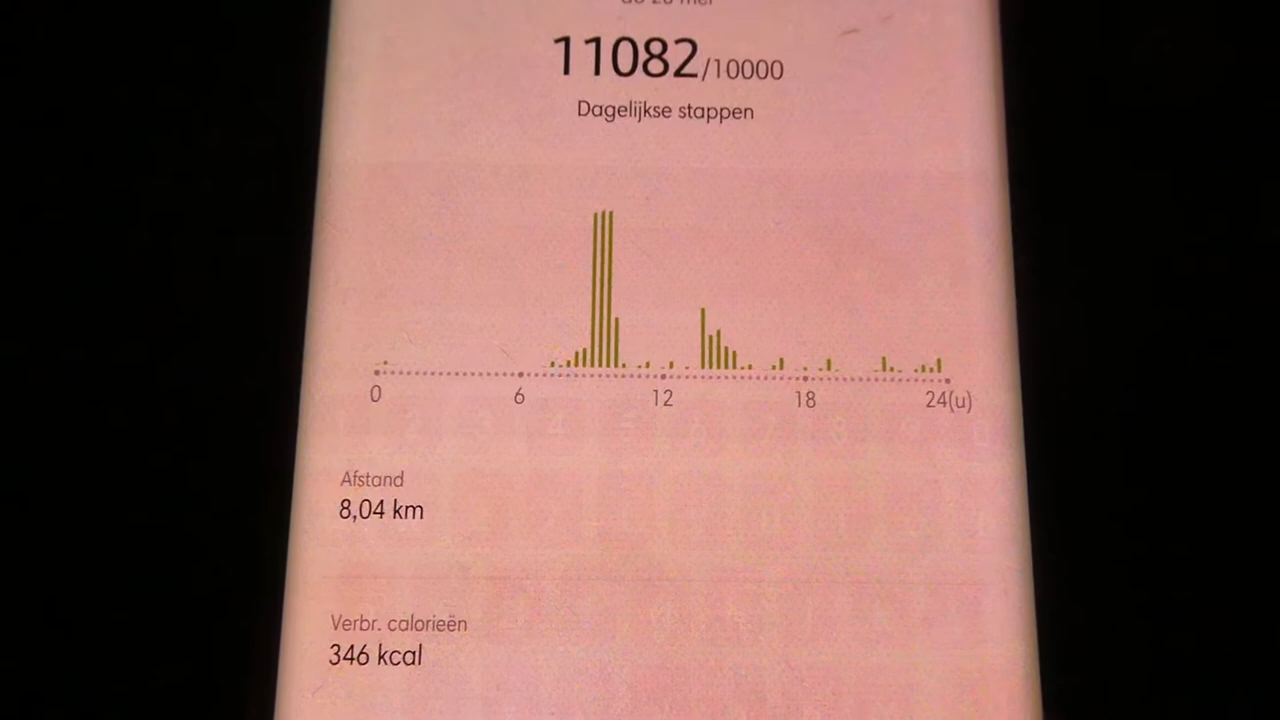 11082/10000
Dagelijkse stappen
0 6 12 18 24(u)
Afstand
8,04 km
Verbr. calorieën
346 kcal